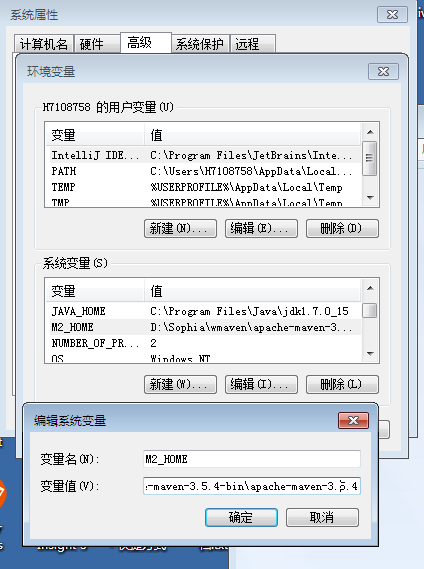 系统属性
计算机名 硬件 高级 系统保护 远程
环境变量
H7108758 的用户变量(U)
变量 值
IntelliJ IDE... C:\Program Files\JetBrains\Inte...
PATH C:\Users\H7108758\AppData\Local...
TEMP %USERPROFILE%\AppData\Local\Temp
TMP %USERPROFILE%\AppData\Local\Temp
新建(N)... 编辑(E)... 删除(D)
系统变量(S)
变量 值
JAVA_HOME C:\Program Files\Java\jdk1.7.0_15
M2_HOME D:\Sophia\wmaven\apache-maven-3...
NUMBER_OF_PR... 2
OS Windows_NT
新建(W)... 编辑(I)... 删除(L)
编辑系统变量
变量名(N): M2_HOME
变量值(V): :-maven-3.5.4-bin\apache-maven-3.5.4
确定 取消